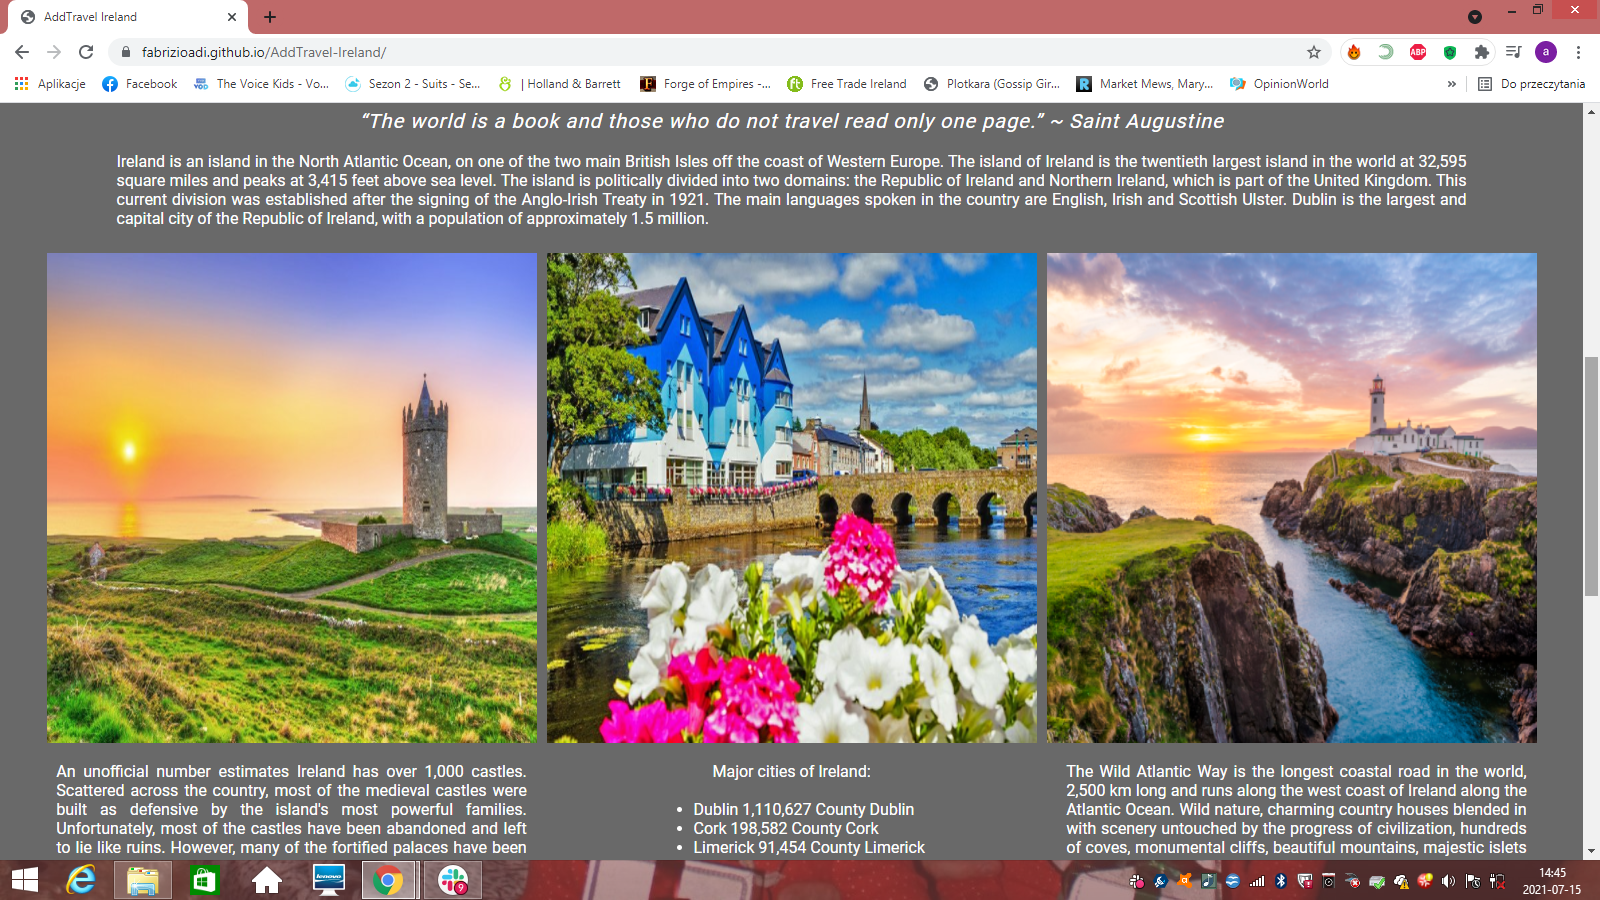 AddTravel Ireland
fabrizioadi.github.io/AddTravel-Ireland/
ABP
a
Aplikacje
Facebook
The Voice Kids - Vo...
Sezon 2 - Suits - Se...
| Holland & Barrett
Forge of Empires -...
Free Trade Ireland
Plotkara (Gossip Gir...
Market Mews, Mary...
OpinionWorld
»
Do przeczytania
“The world is a book and those who do not travel read only one page.” ~ Saint Augustine
Ireland is an island in the North Atlantic Ocean, on one of the two main British Isles off the coast of Western Europe. The island of Ireland is the twentieth largest island in the world at 32,595
square miles and peaks at 3,415 feet above sea level. The island is politically divided into two domains: the Republic of Ireland and Northern Ireland, which is part of the United Kingdom. This
current division was established after the signing of the Anglo-Irish Treaty in 1921. The main languages spoken in the country are English, Irish and Scottish Ulster. Dublin is the largest and
capital city of the Republic of Ireland, with a population of approximately 1.5 million.
An unofficial number estimates Ireland has over 1,000 castles.
Scattered across the country, most of the medieval castles were
built as defensive by the island's most powerful families.
Unfortunately, most of the castles have been abandoned and left
to lie like ruins. However, many of the fortified palaces have been
Major cities of Ireland:
• Dublin 1,110,627 County Dublin
• Cork 198,582 County Cork
• Limerick 91,454 County Limerick
The Wild Atlantic Way is the longest coastal road in the world,
2,500 km long and runs along the west coast of Ireland along the
Atlantic Ocean. Wild nature, charming country houses blended in
with scenery untouched by the progress of civilization, hundreds
of coves, monumental cliffs, beautiful mountains, majestic islets
lenovo
9
14:45
2021-07-15